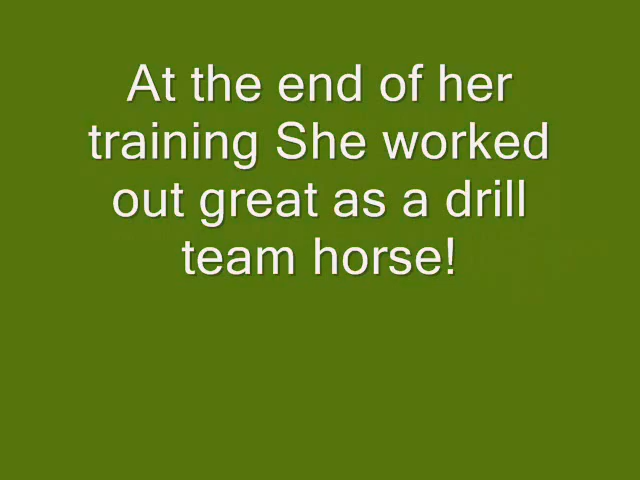 At the end of her
training She worked
out great as a drill
team horse!